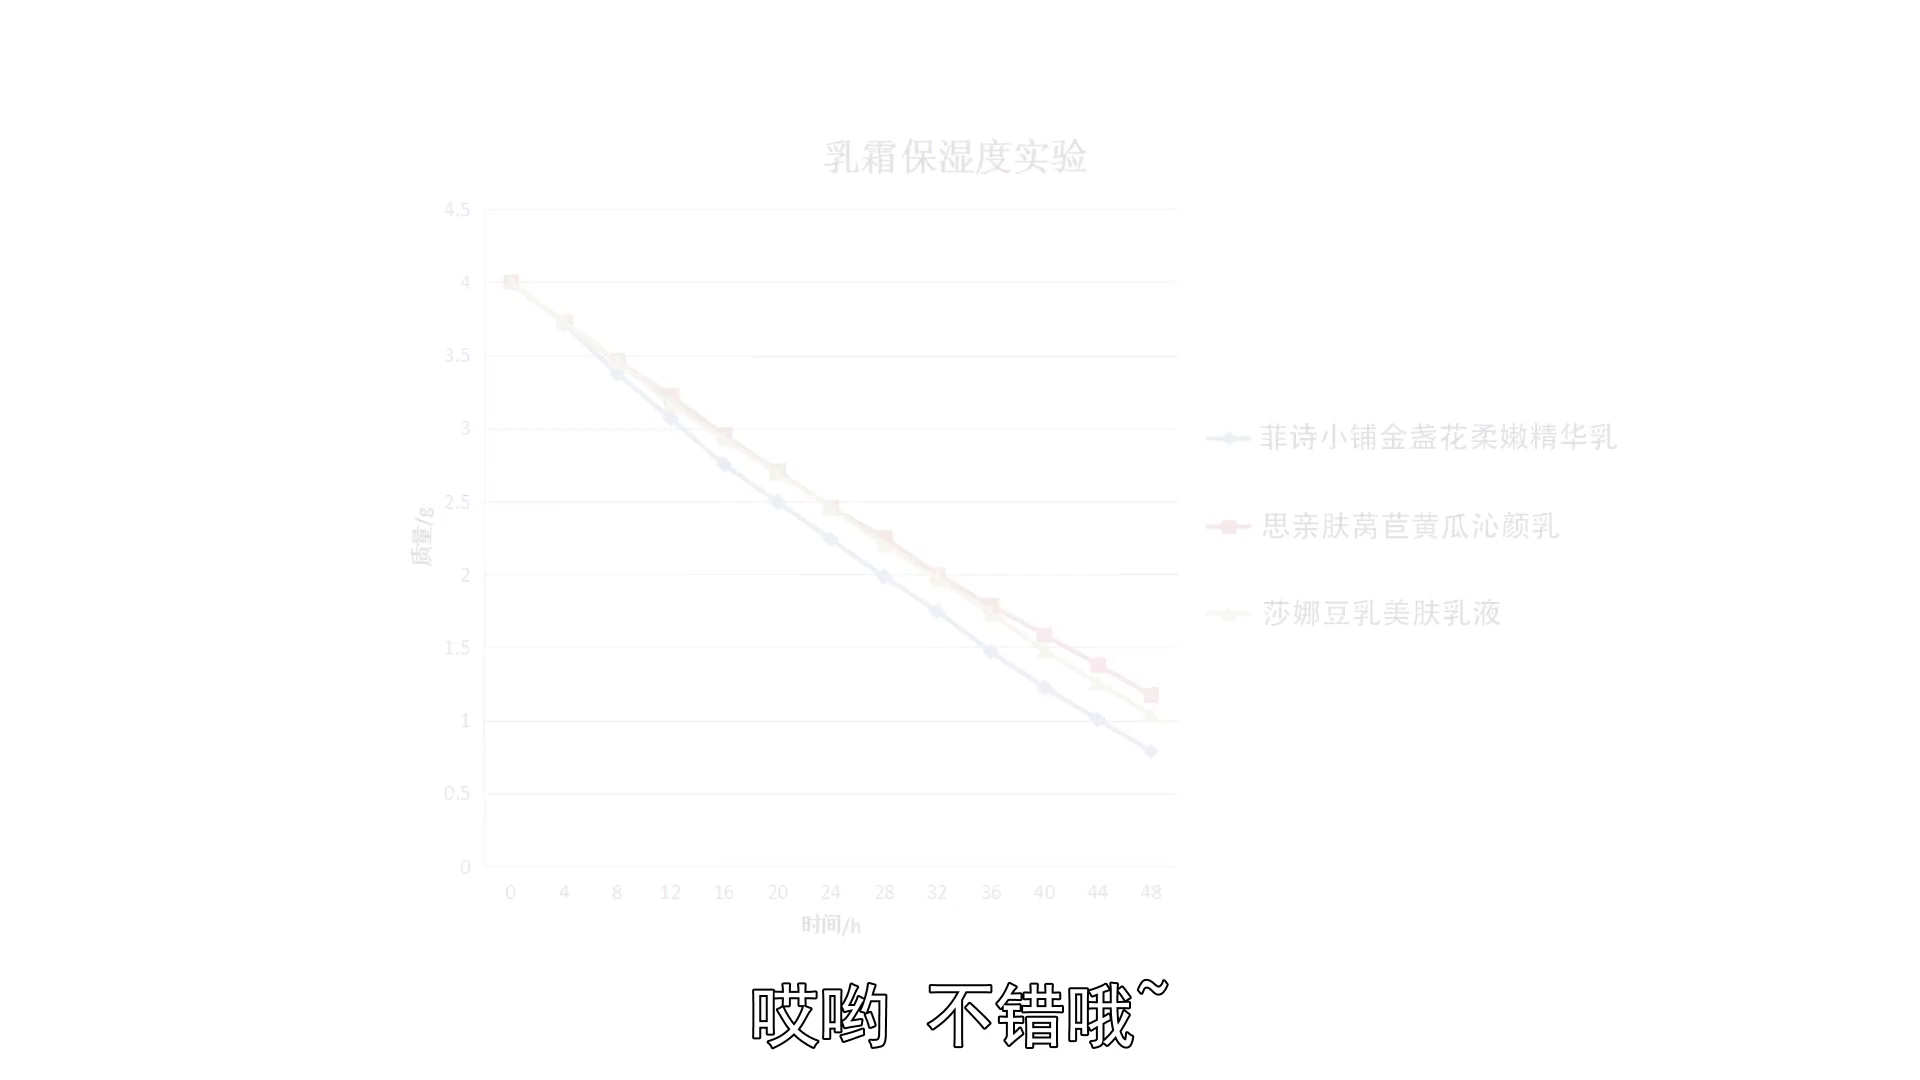 乳霜保湿度实验
4.5
4
3.5
3
2.5
2
1.5
1
0.5
0
质量/g
0 4 8 12 16 20 24 28 32 36 40 44 48
时间/h
菲诗小铺金盏花柔嫩精华乳
思亲肤莴苣黄瓜沁颜乳
莎娜豆乳美肤乳液
哎哟 不错哦~